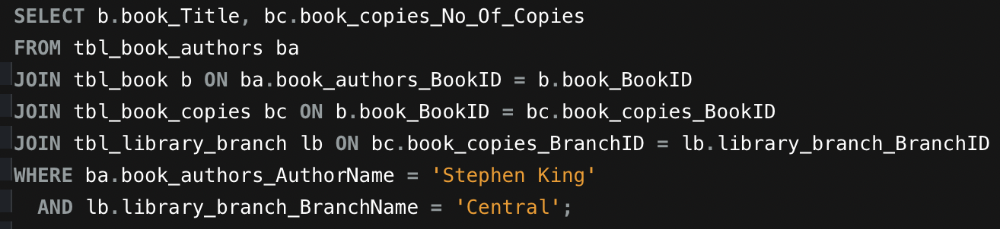 SELECT b.book_Title, bc.book_copies_No_Of_Copies
FROM tbl_book_authors ba
JOIN tbl_book b ON ba.book_authors_BookID = b.book_BookID
JOIN tbl_book_copies bc ON b.book_BookID = bc.book_copies_BookID
JOIN tbl_library_branch lb ON bc.book_copies_BranchID = lb.library_branch_BranchID
WHERE ba.book_authors_AuthorName = 'Stephen King'
  AND lb.library_branch_BranchName = 'Central';